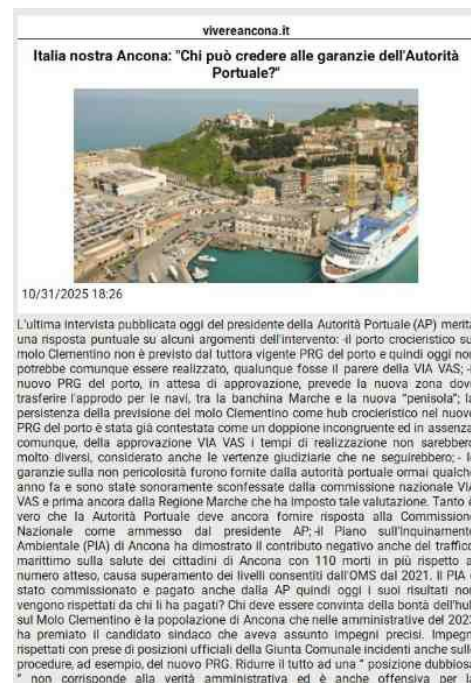 vivereancona.it
Italia nostra Ancona: "Chi può credere alle garanzie dell'Autorità
Portuale?"
10/31/2025 18:26
L'ultima intervista pubblicata oggi del presidente della Autorità Portuale (AP) merita
una risposta puntuale su alcuni argomenti dell'intervento: -il porto crocieristico sul
molo Clementino non è previsto dal tuttora vigente PRG del porto e quindi oggi non
potrebbe comunque essere realizzato, qualunque fosse il parere della VIA VAS; -il
nuovo PRG del porto, in attesa di approvazione, prevede la nuova zona dove
trasferire l'approdo per le navi, tra la banchina Marche e la nuova "penisola"; la
persistenza della previsione del molo Clementino come hub crocieristico nel nuovo
PRG del porto è stata già contestata come un doppione incongruente ed in assenza,
comunque, della approvazione VIA VAS i tempi di realizzazione non sarebbero
molto diversi, considerato anche le vertenze giudiziarie che ne seguirebbero; - le
garanzie sulla non pericolosità furono fornite dalla autorità portuale ormai qualche
anno fa e sono state sonoramente sconfessate dalla commissione nazionale VIA
VAS e prima ancora dalla Regione Marche che ha imposto tale valutazione. Tanto è
vero che la Autorità Portuale deve ancora fornire risposta alla Commissione
Nazionale come ammesso dal presidente AP; -il Piano sull'Inquinamento
Ambientale (PIA) di Ancona ha dimostrato il contributo negativo anche del traffico
marittimo sulla salute dei cittadini di Ancona con 110 morti in più rispetto al
numero atteso, causa superamento dei livelli consentiti dall'OMS dal 2021. Il PIA è
stato commissionato e pagato anche dalla AP quindi oggi i suoi risultati non
vengono rispettati da chi li ha pagati? Chi deve essere convinta della bontà dell'hub
sul Molo Clementino è la popolazione di Ancona che nelle amministrative del 2023
ha premiato il candidato sindaco che aveva assunto impegni precisi. Impegni
rispettati con prese di posizioni ufficiali della Giunta Comunale incidenti anche sulle
procedure, ad esempio, del nuovo PRG. Ridurre il tutto ad una " posizione dubbiosa
" non corrisponde alla verità amministrativa ed è anche offensiva per la